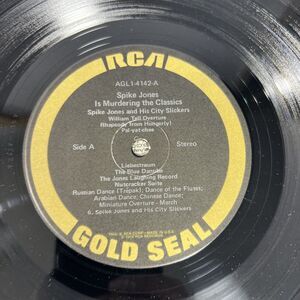 RCA
AGL1-4142-A
Spike Jones
Is Murdering the Classics
Spike Jones and His City Slickers
William Tell Overture
(Rhapsody from Hunger(y)
Pal-yat-chee
Side A
Stereo
Liebestraum
The Blue Danube
The Jones Laughing Record
Nutcracker Suite
Russian Dance (Trepak); Dance of the Flutes;
Arabian Dance; Chinese Dance;
Miniature Overture - March
6. Spike Jones and His City Slickers
GOLD SEAL